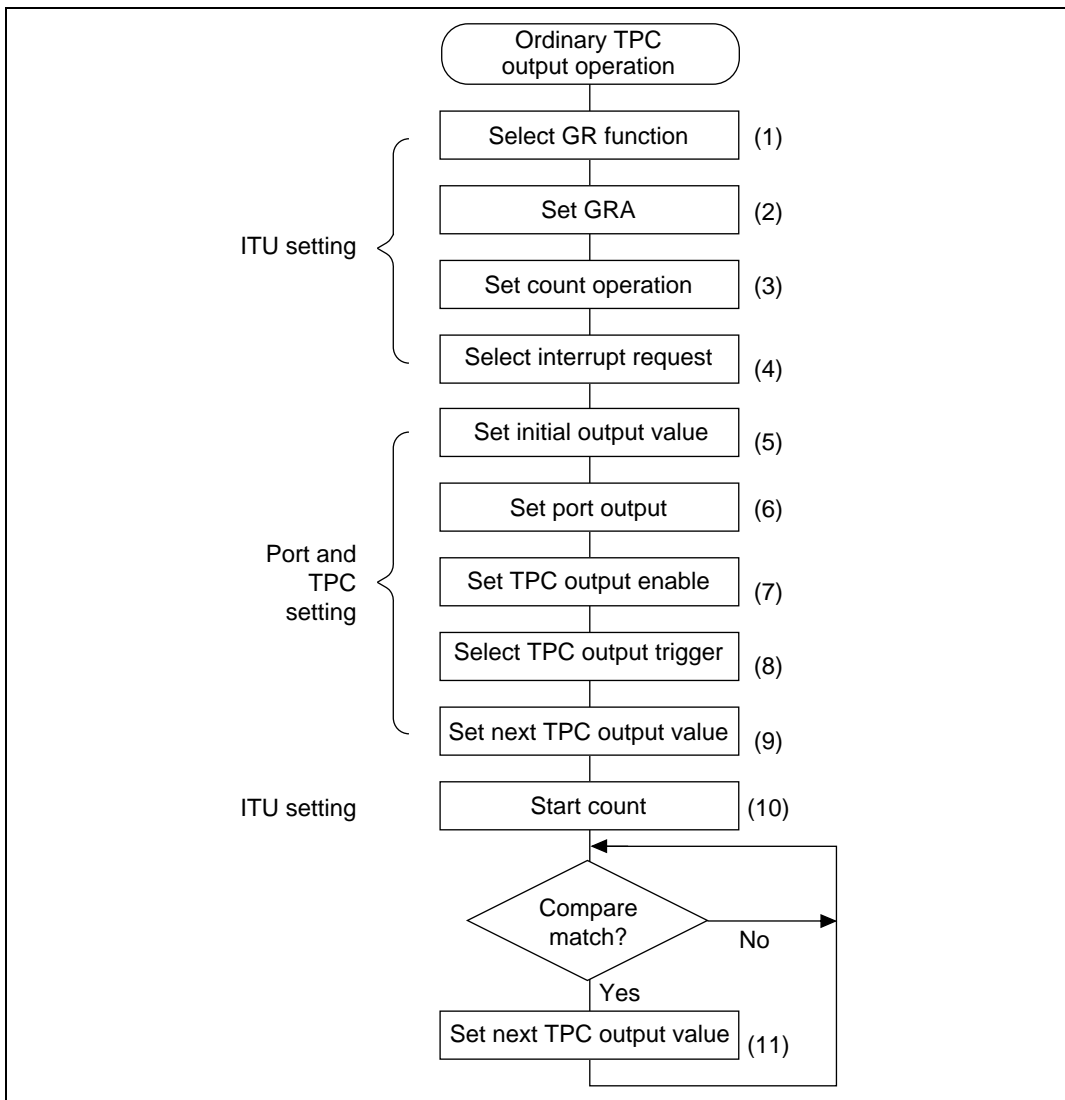 Ordinary TPC
output operation
Select GR function (1)
Set GRA (2)
ITU setting
Set count operation (3)
Select interrupt request (4)
Set initial output value (5)
Set port output (6)
Port and
TPC
setting
Set TPC output enable (7)
Select TPC output trigger (8)
Set next TPC output value (9)
ITU setting
Start count (10)
Compare
match?
No
Yes
Set next TPC output value (11)